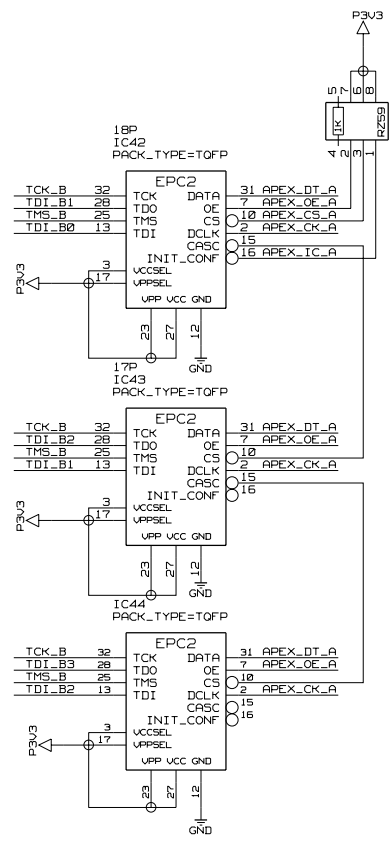 P3V3
5 7 6 8
1K
RZ59
4 2 3 1
18P
IC42
PACK_TYPE=TQFP
EPC2
TCK_B 32 TCK DATA 31 APEX_DT_A
TDI_B1 28 TDO OE 7 APEX_OE_A
TMS_B 25 TMS CS 10 APEX_CS_A
TDI_B0 13 TDI DCLK 2 APEX_CK_A
CASC 15
INIT_CONF 16 APEX_IC_A
3 VCCSEL
P3V3 17 VPPSEL
VPP VCC GND
23 27 12
GND
17P
IC43
PACK_TYPE=TQFP
EPC2
TCK_B 32 TCK DATA 31 APEX_DT_A
TDI_B2 28 TDO OE 7 APEX_OE_A
TMS_B 25 TMS CS 10
TDI_B1 13 TDI DCLK 2 APEX_CK_A
CASC 15
INIT_CONF 16
3 VCCSEL
P3V3 17 VPPSEL
VPP VCC GND
23 27 12
GND
IC44
PACK_TYPE=TQFP
EPC2
TCK_B 32 TCK DATA 31 APEX_DT_A
TDI_B3 28 TDO OE 7 APEX_OE_A
TMS_B 25 TMS CS 10
TDI_B2 13 TDI DCLK 2 APEX_CK_A
CASC 15
INIT_CONF 16
3 VCCSEL
P3V3 17 VPPSEL
VPP VCC GND
23 27 12
GND